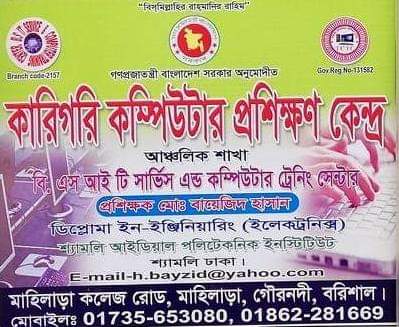 "বিসমিল্লাহির রাহমানির রাহিম"
Branch code-2157
Gov.Reg.No-131582
গণপ্রজাতন্ত্রী বাংলাদেশ সরকার অনুমোদীত
কারিগরি কম্পিউটার প্রশিক্ষণ কেন্দ্র
আঞ্চলিক শাখা
বি. এস আই টি সার্ভিস এন্ড কম্পিউটার ট্রেনিং সেন্টার
প্রশিক্ষক মোঃ বায়েজিদ হাসান
ডিপ্লোমা ইন-ইঞ্জিনিয়ারিং (ইলেকট্রনিক্স)
শ্যামলি আইডিয়াল পলিটেকনিক ইনস্টিটিউট
শ্যামলি ঢাকা।
E-mail-h.bayzid@yahoo.com
মাহিলাড়া কলেজ রোড, মাহিলাড়া, গৌরনদী, বরিশাল।
মোবাইলঃ 01735-653080, 01862-281669